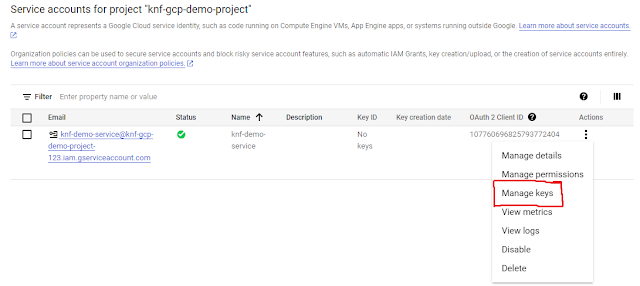 Service accounts for project "knf-gcp-demo-project"
A service account represents a Google Cloud service identity, such as code running on Compute Engine VMs, App Engine apps, or systems running outside Google. Learn more about service accounts.
Organization policies can be used to secure service accounts and block risky service account features, such as automatic IAM Grants, key creation/upload, or the creation of service accounts entirely.
Learn more about service account organization policies.
Filter Enter property name or value
Email Status Name Description Key ID Key creation date OAuth 2 Client ID Actions
knf-demo-service@knf-gcp- knf-demo- No 107760696825793772404
demo-project- service keys
123.iam.gserviceaccount.com
Manage details
Manage permissions
Manage keys
View metrics
View logs
Disable
Delete